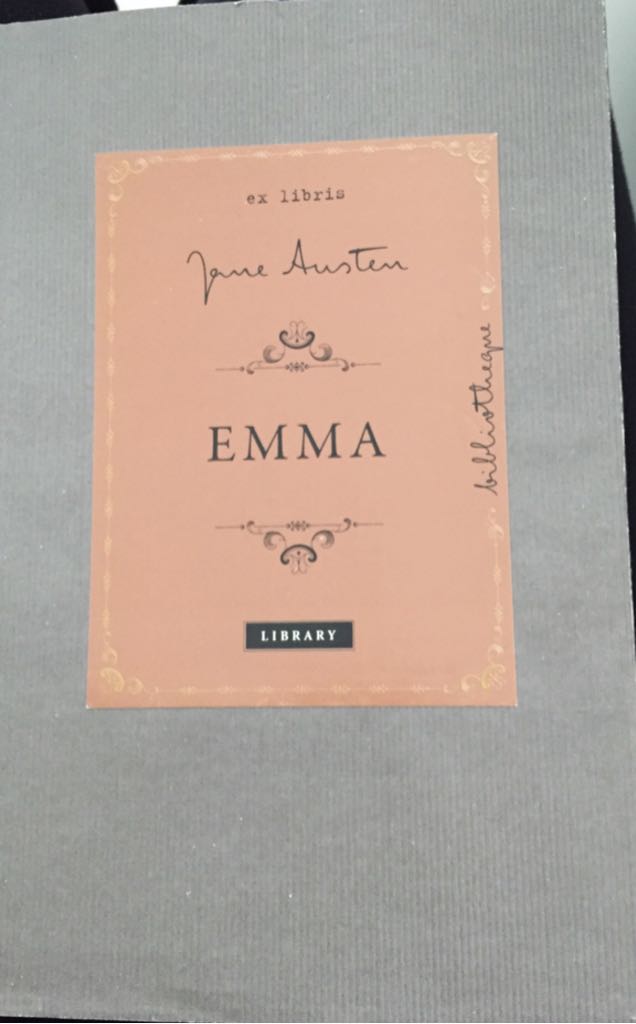 ex libris
Jane Austen
EMMA
bibliotheque
LIBRARY